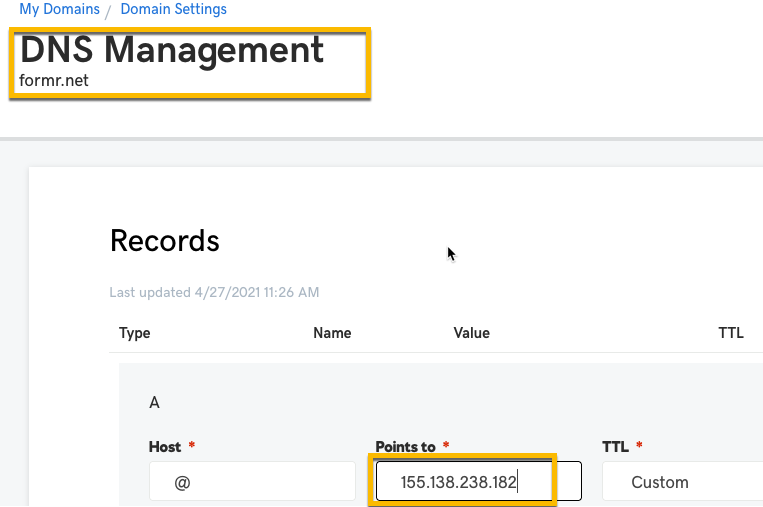 My Domains / Domain Settings
DNS Management
formr.net
Records
Last updated 4/27/2021 11:26 AM
Type Name Value TTL
A
Host * Points to * TTL *
@ 155.138.238.182 Custom